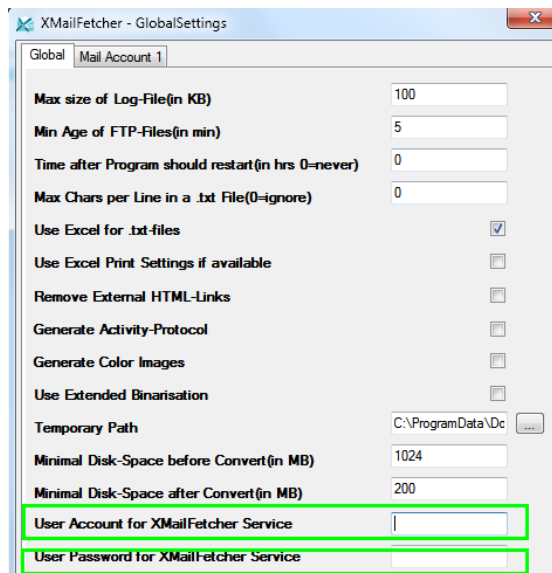 XMailFetcher - GlobalSettings
Global Mail Account 1
Max size of Log-File(in KB) 100
Min Age of FTP-Files(in min) 5
Time after Program should restart(in hrs 0=never) 0
Max Chars per Line in a .txt File(0=ignore) 0
Use Excel for .txt-files
Use Excel Print Settings if available
Remove External HTML-Links
Generate Activity-Protocol
Generate Color Images
Use Extended Binarisation
Temporary Path C:\ProgramData\Dc ...
Minimal Disk-Space before Convert(in MB) 1024
Minimal Disk-Space after Convert(in MB) 200
User Account for XMailFetcher Service
User Password for XMailFetcher Service